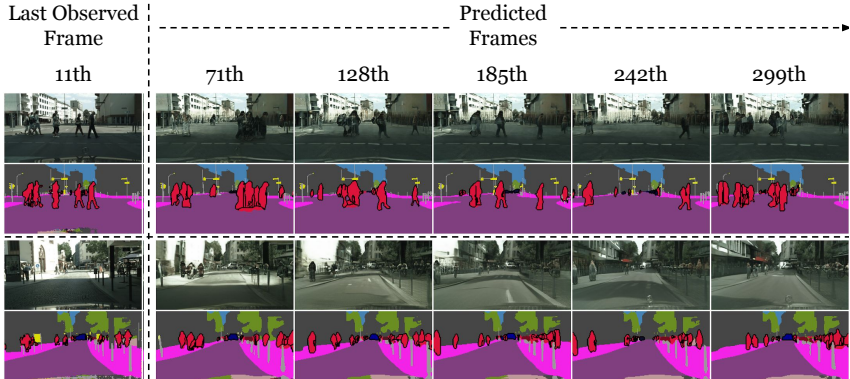 Last Observed
Frame
Predicted
Frames
11th
71th
128th
185th
242th
299th